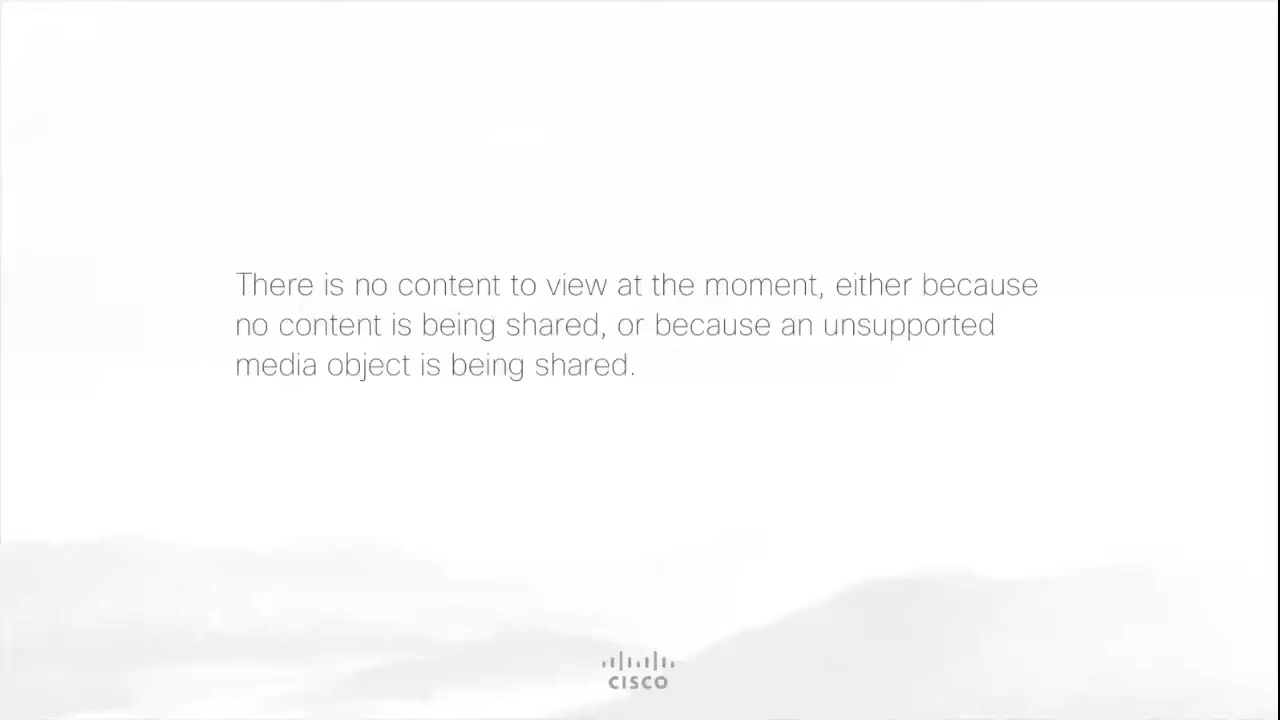 There is no content to view at the moment, either because
no content is being shared, or because an unsupported
media object is being shared.
CISCO